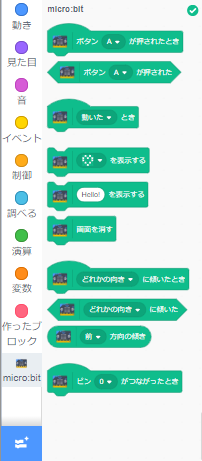 micro:bit
動き
見た目
音
イベント
制御
調べる
演算
変数
作ったブ
ロック
micro:bit
ボタン A が押されたとき
ボタン A が押された
動いた とき
を表示する
Hello! を表示する
画面を消す
どれかの向き に傾いたとき
どれかの向き に傾いた
前 方向の傾き
ピン 0 がつながったとき